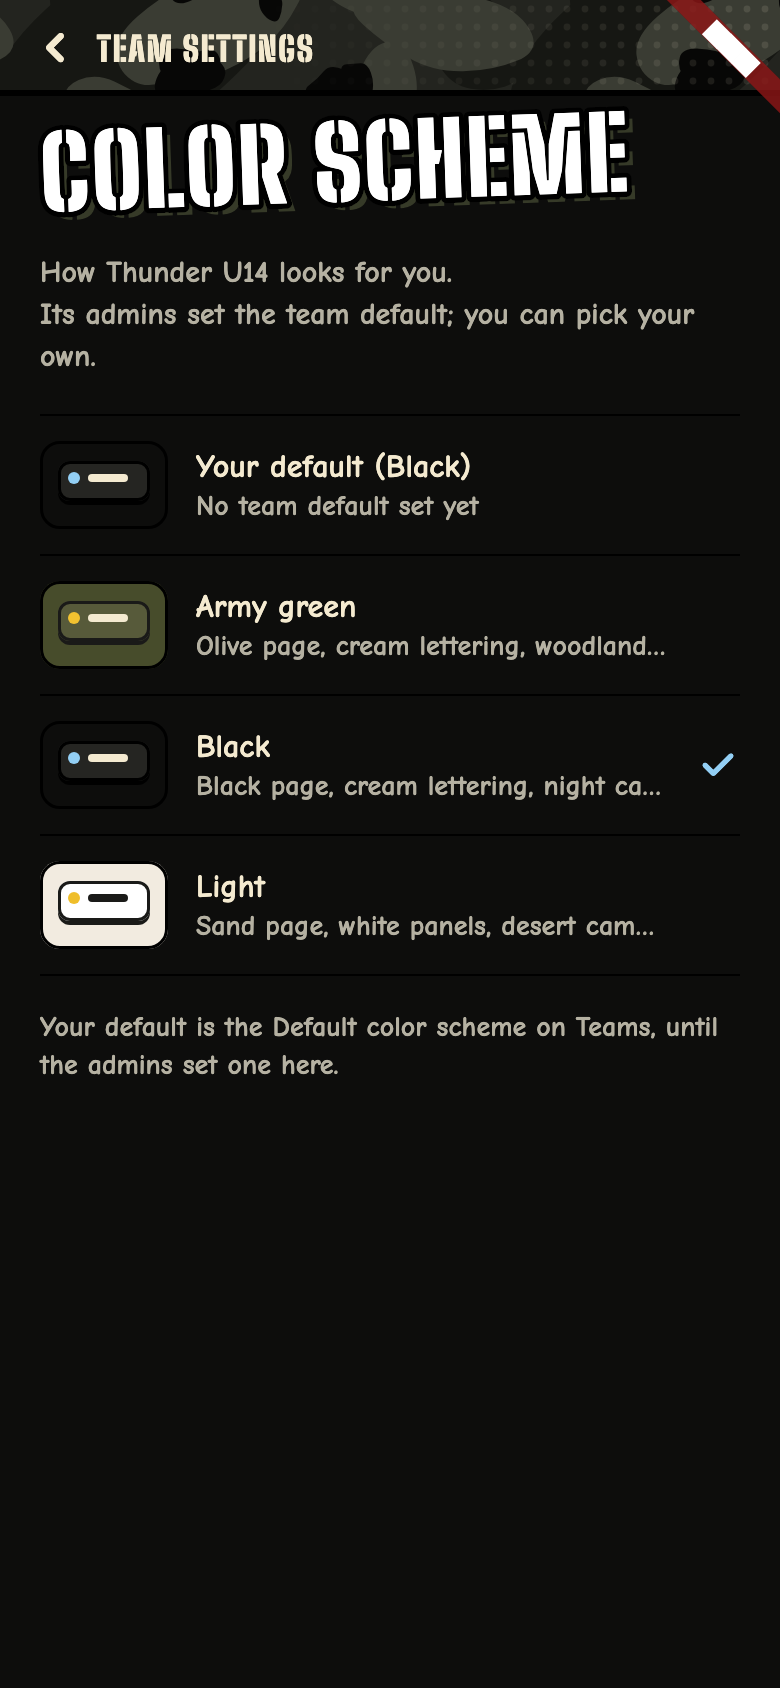 TEAM SETTINGS
COLOR SCHEME
How Thunder U14 looks for you.
Its admins set the team default; you can pick your
own.
Your default (Black)
No team default set yet
Army green
Olive page, cream lettering, woodland...
Black
Black page, cream lettering, night ca...
Light
Sand page, white panels, desert cam...
Your default is the Default color scheme on Teams, until
the admins set one here.